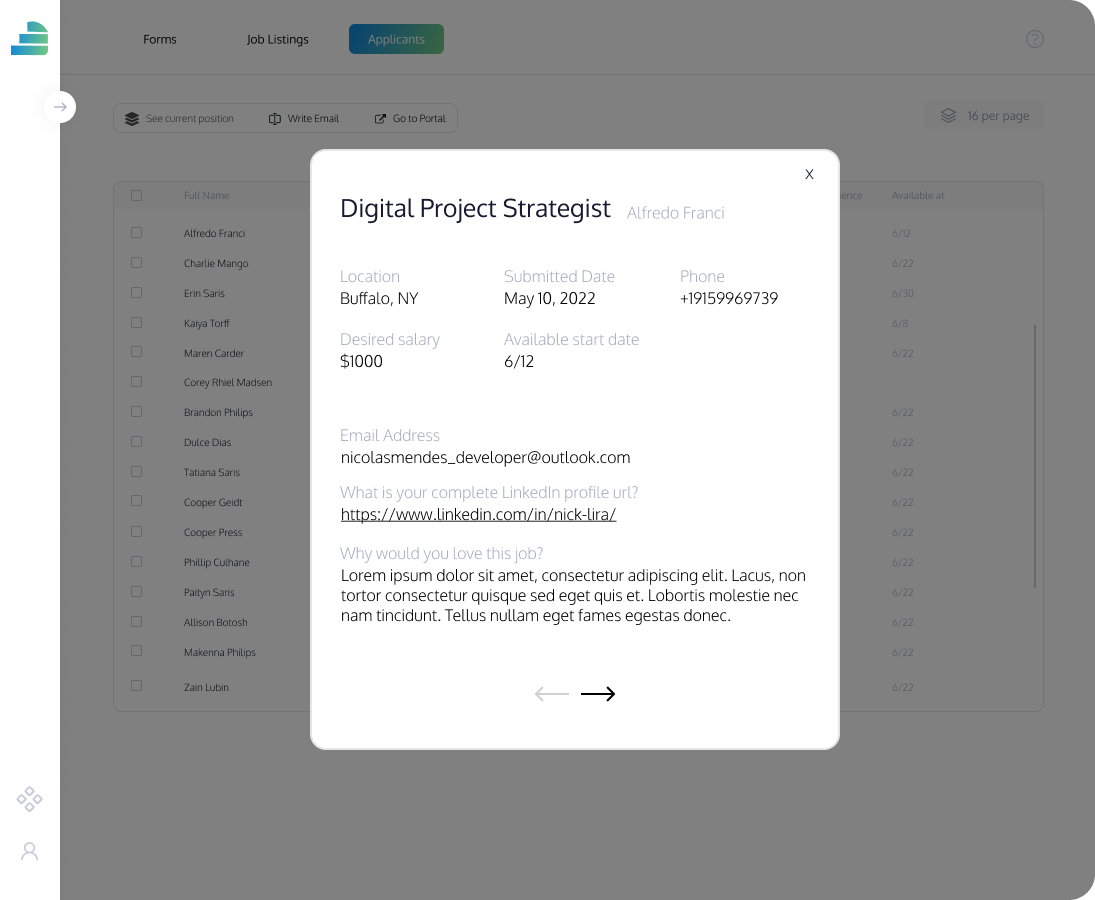 Forms Job Listings Applicants ?
See current position Write Email Go to Portal 16 per page
X
Digital Project Strategist Alfredo Franci
Location Submitted Date Phone
Buffalo, NY May 10, 2022 +19159969739
Desired salary Available start date
$1000 6/12
Email Address
nicolasmendes_developer@outlook.com
What is your complete LinkedIn profile url?
https://www.linkedin.com/in/nick-lira/
Why would you love this job?
Lorem ipsum dolor sit amet, consectetur adipiscing elit. Lacus, non
tortor consectetur quisque sed eget quis et. Lobortis molestie nec
nam tincidunt. Tellus nullam eget fames egestas donec.
Full Name Available at
Alfredo Franci 6/12
Charlie Mango 6/22
Erin Saris 6/30
Kaiya Torff 6/8
Maren Carder 6/22
Corey Rhiel Madsen
Brandon Philips 6/22
Dulce Dias 6/22
Tatiana Saris 6/22
Cooper Geidt 6/22
Cooper Press 6/22
Phillip Culhane 6/22
Paityn Saris 6/22
Allison Botosh 6/22
Makenna Philips 6/22
Zain Lubin 6/22